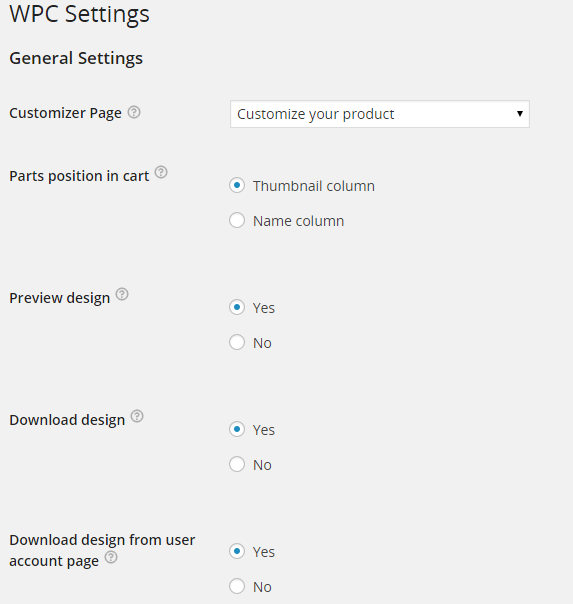 WPC Settings
General Settings
Customizer Page ?
Customize your product
Parts position in cart ?
Thumbnail column
Name column
Preview design ?
Yes
No
Download design ?
Yes
No
Download design from user
account page ?
Yes
No